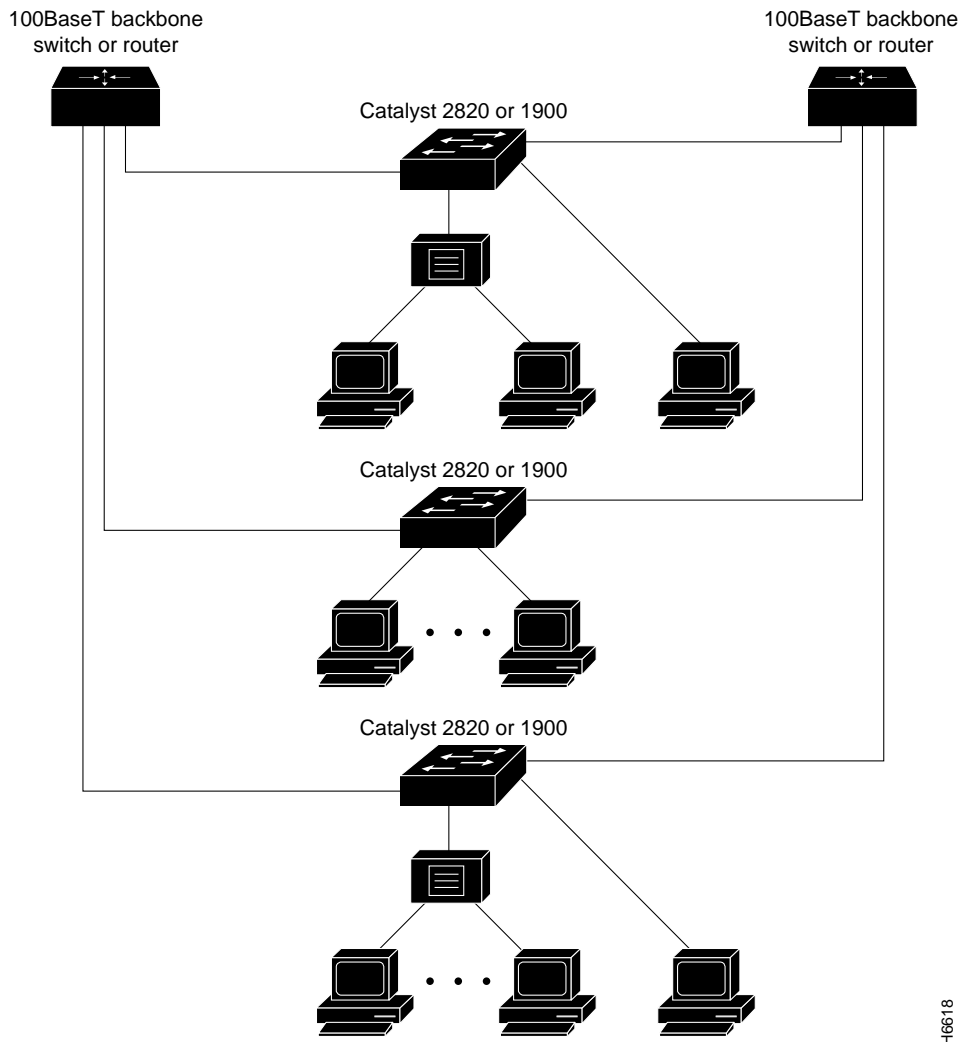 100BaseT backbone
switch or router
100BaseT backbone
switch or router
Catalyst 2820 or 1900
Catalyst 2820 or 1900
Catalyst 2820 or 1900
H6618